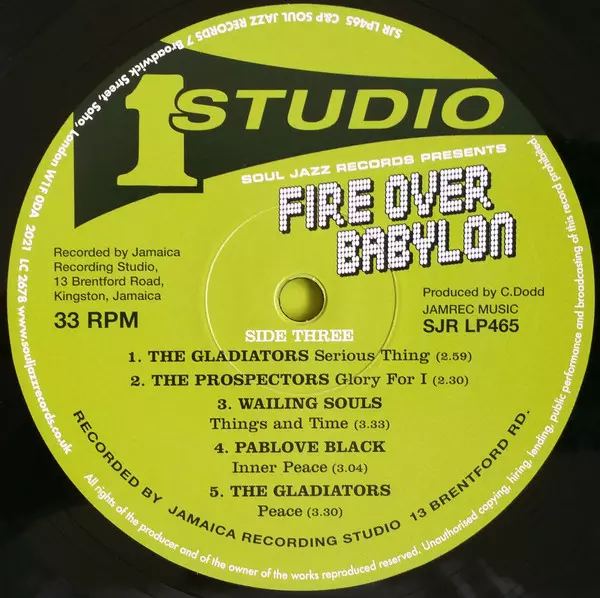 1 STUDIO
SOUL JAZZ RECORDS PRESENTS
FIRE OVER
BABYLON
Recorded by Jamaica
Recording Studio,
13 Brentford Road,
Kingston, Jamaica
33 RPM
Produced by C.Dodd
JAMREC MUSIC
SJR LP465
SIDE THREE
1. THE GLADIATORS Serious Thing (2.59)
2. THE PROSPECTORS Glory For I (2.30)
3. WAILING SOULS
Things and Time (3.33)
4. PABLOVE BLACK
Inner Peace (3.04)
5. THE GLADIATORS
Peace (3.30)
RECORDED BY JAMAICA RECORDING STUDIO 13 BRENTFORD RD.
SJR LP465 C&P SOUL JAZZ RECORDS 7 Broadwick Street, Soho, London W1F 0DA 2021 LC 2678 www.souljazzrecords.co.uk
All rights of the producer and of the owner of the works reproduced reserved. Unauthorised copying, hiring, lending, public performance and broadcasting of this record prohibited.